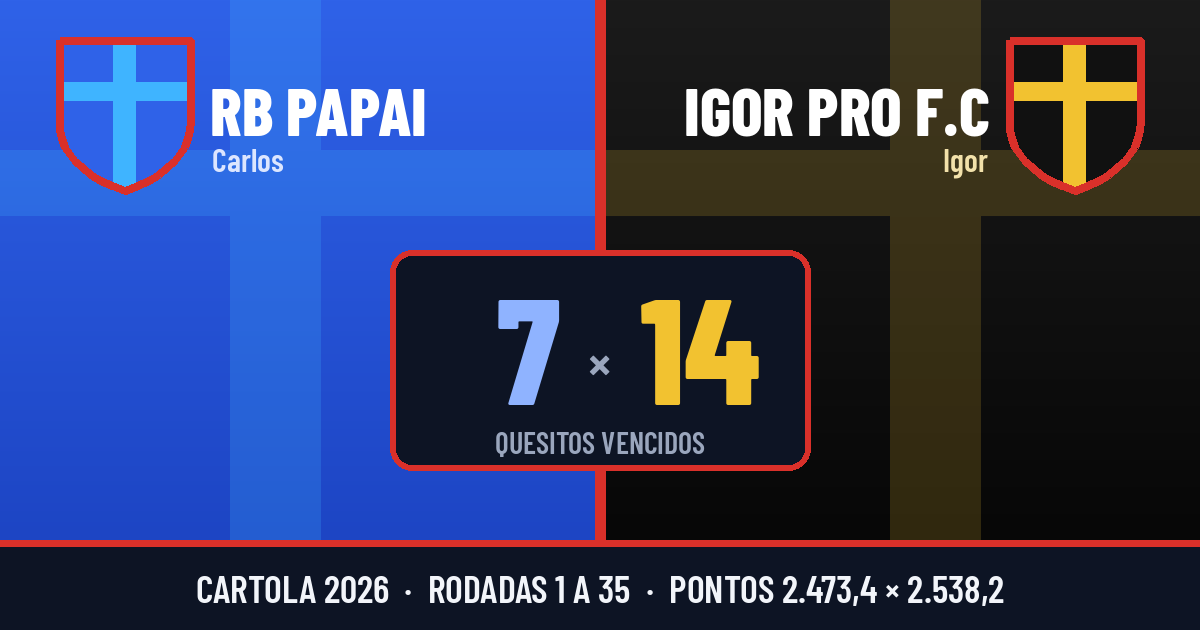 RB PAPAI
Carlos
IGOR PRO F.C
Igor
7 × 14
QUESITOS VENCIDOS
CARTOLA 2026 · RODADAS 1 A 35 · PONTOS 2.473,4 × 2.538,2